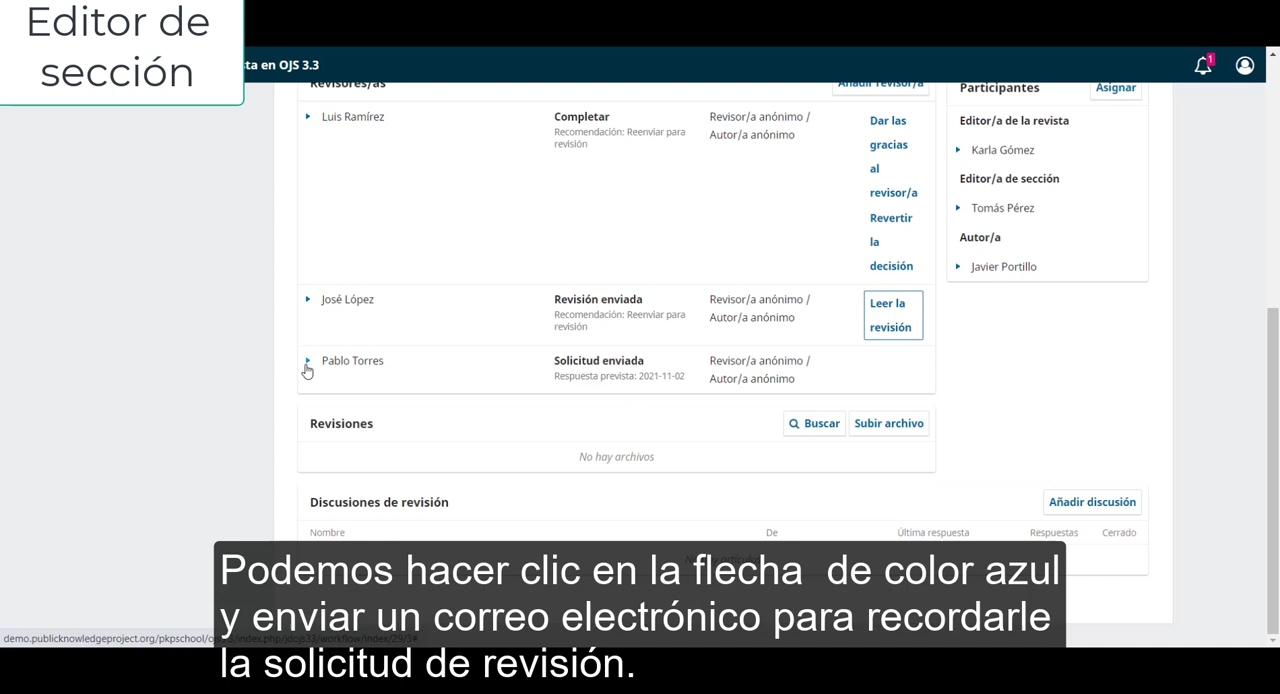 Editor de
sección
ta en OJS 3.3
1
Revisores/as
Añadir revisor/a
Luis Ramírez
Completar
Recomendación: Reenviar para
revisión
Revisor/a anónimo /
Autor/a anónimo
Dar las
gracias
al
revisor/a
Revertir
la
decisión
José López
Revisión enviada
Recomendación: Reenviar para
revisión
Revisor/a anónimo /
Autor/a anónimo
Leer la
revisión
Pablo Torres
Solicitud enviada
Respuesta prevista: 2021-11-02
Revisor/a anónimo /
Autor/a anónimo
Participantes
Asignar
Editor/a de la revista
Karla Gómez
Editor/a de sección
Tomás Pérez
Autor/a
Javier Portillo
Revisiones
Buscar
Subir archivo
No hay archivos
Discusiones de revisión
Añadir discusión
Nombre
De
Última respuesta
Respuestas
Cerrado
Podemos hacer clic en la flecha de color azul
y enviar un correo electrónico para recordarle
la solicitud de revisión.